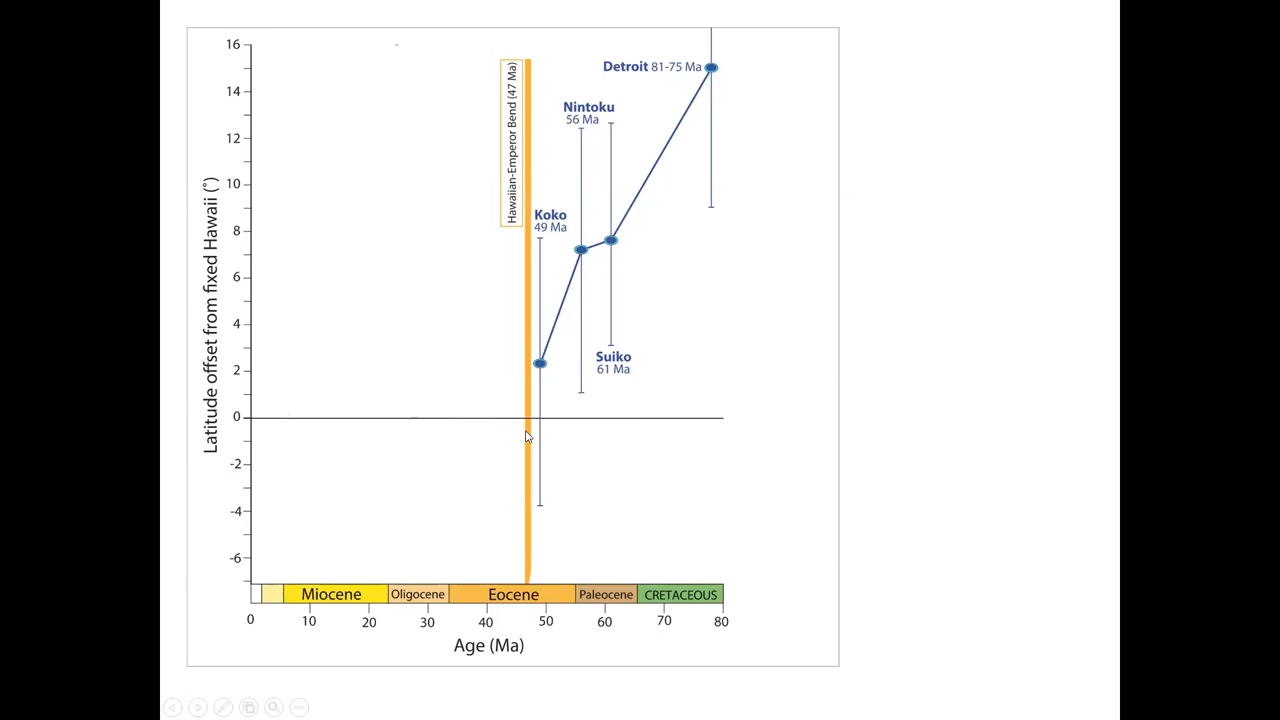 16
14
12
10
8
6
4
2
0
-2
-4
-6
Latitude offset from fixed Hawaii (°)
Hawaiian-Emperor Bend (47 Ma)
Detroit 81-75 Ma
Nintoku
56 Ma
Koko
49 Ma
Suiko
61 Ma
Miocene
Oligocene
Eocene
Paleocene
CRETACEOUS
0
10
20
30
40
50
60
70
80
Age (Ma)